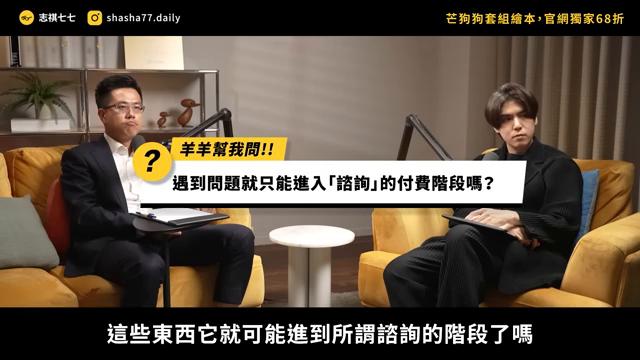 志祺七七
shasha77.daily
芒狗狗套組繪本，官網獨家68折
羊羊幫我問!!
?
遇到問題就只能進入「諮詢」的付費階段嗎？
這些東西它就可能進到所謂諮詢的階段了嗎